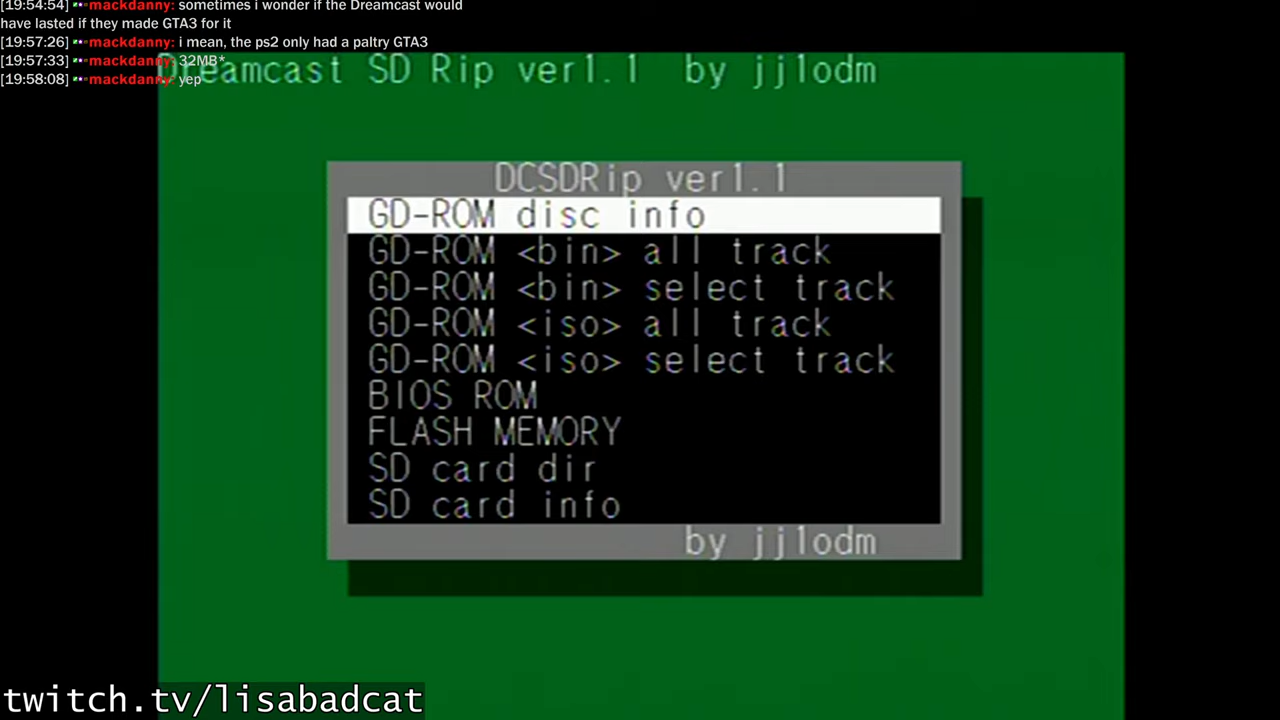 [19:54:54] mackdanny: sometimes i wonder if the Dreamcast would
have lasted if they made GTA3 for it
[19:57:26] mackdanny: i mean, the ps2 only had a paltry GTA3
[19:57:33] mackdanny: 32MB*
[19:58:08] mackdanny: yep
Dreamcast SD Rip ver1.1 by jj1odm
DCSDRip ver1.1
GD-ROM disc info
GD-ROM <bin> all track
GD-ROM <bin> select track
GD-ROM <iso> all track
GD-ROM <iso> select track
BIOS ROM
FLASH MEMORY
SD card dir
SD card info
by jj1odm
twitch.tv/lisabadcat